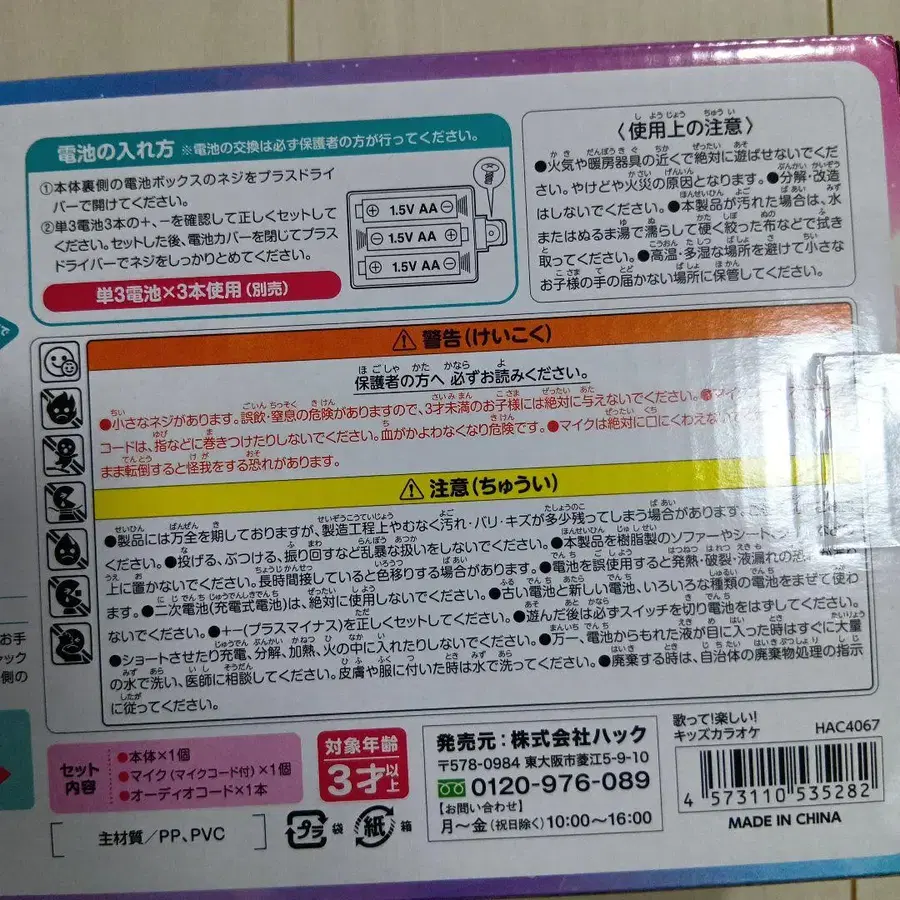 電池の入れ方 ※電池の交換は必ず保護者の方が行ってください。
①本体裏側の電池ボックスのネジをプラスドライ
バーで開けてください。
②単3電池3本の+、−を確認して正しくセットして
ください。セットした後、電池カバーを閉じてプラス
ドライバーでネジをしっかりとめてください。
単3電池×3本使用(別売)
⊕ 1.5V AA ⊖
⊖ 1.5V AA ⊕
⊕ 1.5V AA ⊖
〈使用上の注意〉
●火気や暖房器具の近くで絶対に遊ばせないでくだ
さい。やけどや火災の原因となります。●分解・改造
はしないでください。●本製品が汚れた場合は、水
またはぬるま湯で濡らして硬く絞った布などで拭き
取ってください。●高温・多湿な場所を避けて小さな
お子様の手の届かない場所に保管してください。
警告(けいこく)
保護者の方へ 必ずお読みください。
●小さなネジがあります。誤飲・窒息の危険がありますので、3才未満のお子様には絶対に与えないでください。●マイ
コードは、指などに巻きつけたりしないでください。血がかよわなくなり危険です。●マイクは絶対に口にくわえない
まま転倒すると怪我をする恐れがあります。
注意(ちゅうい)
●製品には万全を期しておりますが、製造工程上やむなく汚れ・バリ・キズが多少残ってしまう場合があります。
ください。●投げる、ぶつける、振り回すなど乱暴な扱いをしないでください。●本製品を樹脂製のソファーやシート
上に置かないでください。長時間接していると色移りする場合があります。●電池を誤使用すると発熱・破裂・液漏れの恐
ます。●二次電池(充電式電池)は、絶対に使用しないでください。●古い電池と新しい電池、いろいろな種類の電池をまぜて使わ
ないでください。●+−(プラスマイナス)を正しくセットしてください。●遊んだ後は必ずスイッチを切り電池をはずしてください。
●ショートさせたり充電、分解、加熱、火の中に入れたりしないでください。●万一、電池からもれた液が目に入った時はすぐに大量
の水で洗い、医師に相談してください。皮膚や服に付いた時は水で洗ってください。●廃棄する時は、自治体の廃棄物処理の指示
に従ってください。
お手
ック
側の
セット
内容
●本体×1個
●マイク(マイクコード付)×1個
●オーディオコード×1本
主材質/PP、PVC
対象年齢
3才以上
プラ 袋
紙 箱
発売元:株式会社ハック
〒578-0984 東大阪市菱江5-9-10
0120-976-089
【お問い合わせ】
月〜金(祝日除く)10:00〜16:00
歌って!楽しい!
キッズカラオケ
HAC4067
4 573110 535282
MADE IN CHINA